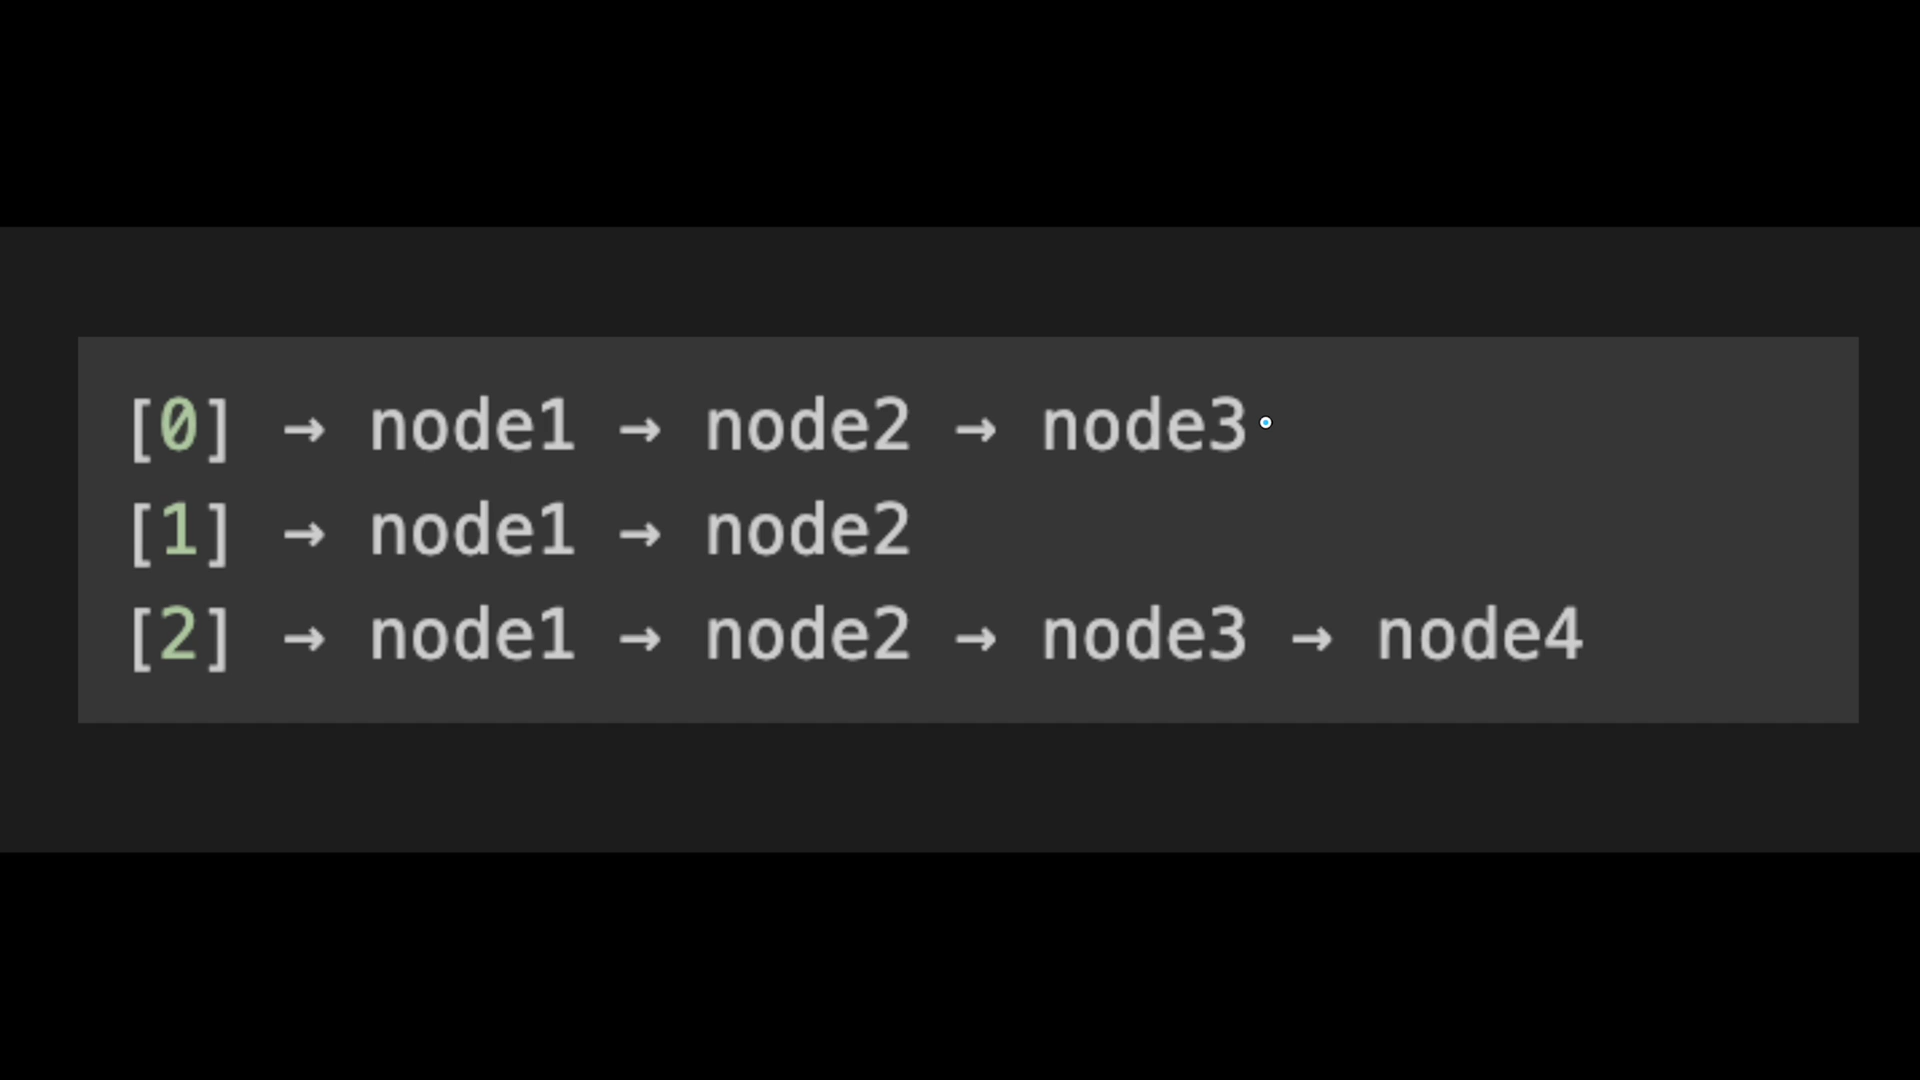 [0] → node1 → node2 → node3
[1] → node1 → node2
[2] → node1 → node2 → node3 → node4